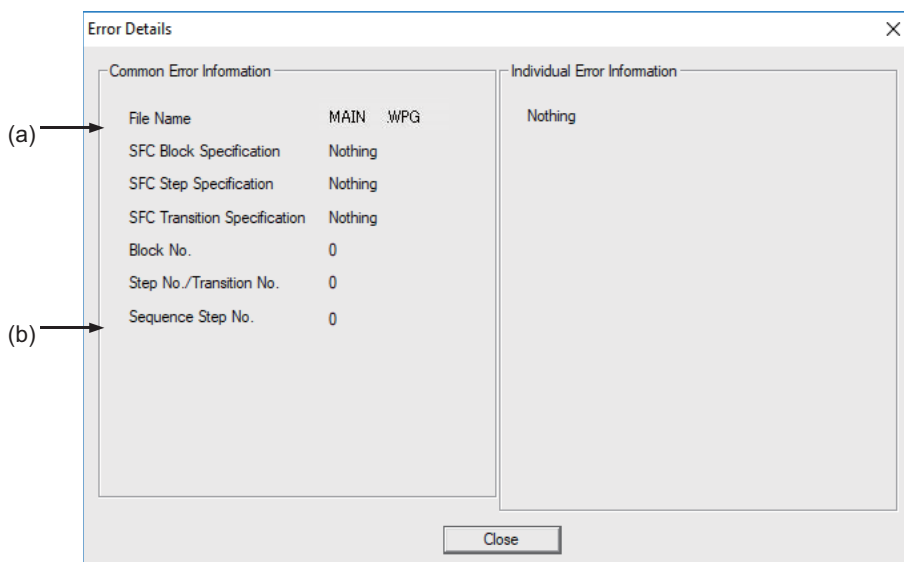 Error Details
Common Error Information
(a)
File Name MAIN .WPG
SFC Block Specification Nothing
SFC Step Specification Nothing
SFC Transition Specification Nothing
Block No. 0
Step No./Transition No. 0
(b)
Sequence Step No. 0
Individual Error Information
Nothing
Close